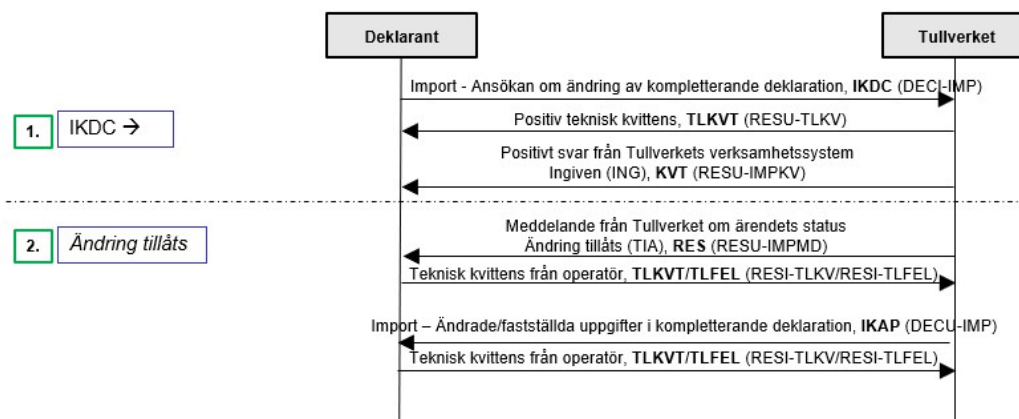 Deklarant
Tullverket
Import - Ansökan om ändring av kompletterande deklaration, IKDC (DECI-IMP)
1.
IKDC →
Positiv teknisk kvittens, TLKVT (RESU-TLKV)
Positivt svar från Tullverkets verksamhetssystem
Ingiven (ING), KVT (RESU-IMPKV)
2.
Ändring tillåts
Meddelande från Tullverket om ärendets status
Ändring tillåts (TIA), RES (RESU-IMPMD)
Teknisk kvittens från operatör, TLKVT/TLFEL (RESI-TLKV/RESI-TLFEL)
Import – Ändrade/fastställda uppgifter i kompletterande deklaration, IKAP (DECU-IMP)
Teknisk kvittens från operatör, TLKVT/TLFEL (RESI-TLKV/RESI-TLFEL)